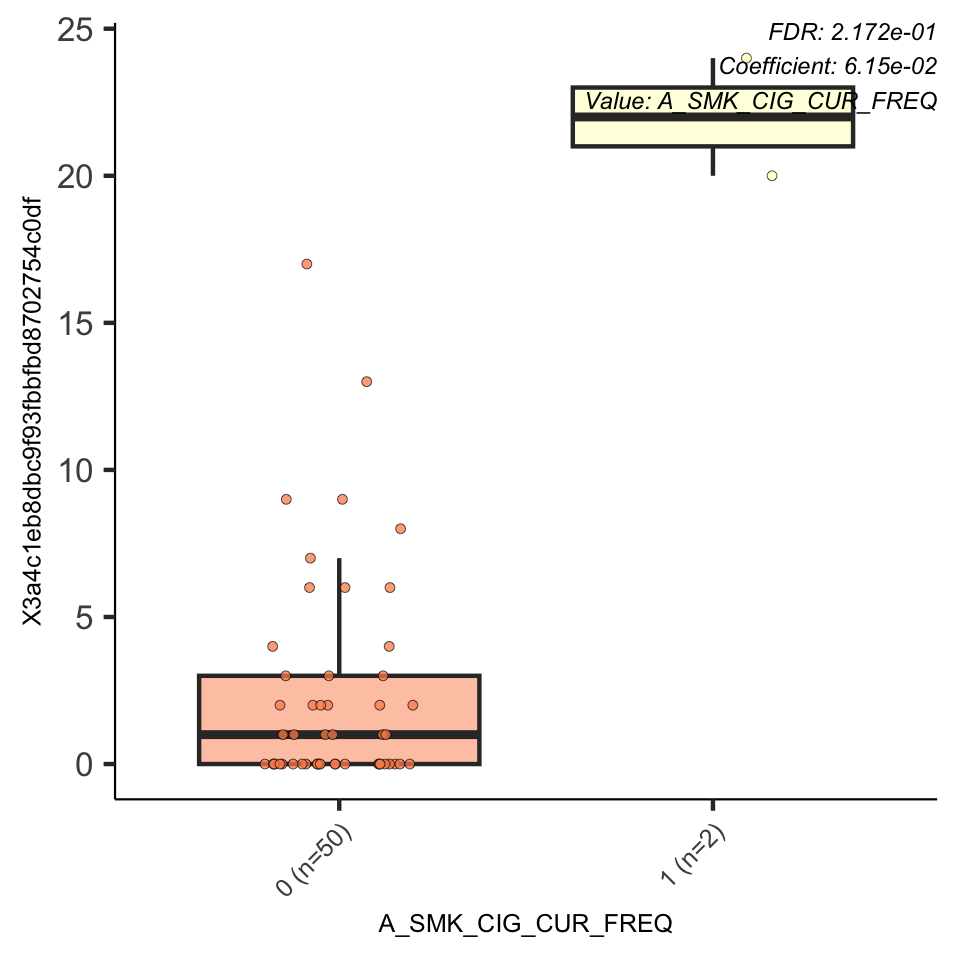 FDR: 2.172e-01
Coefficient: 6.15e-02
Value: A_SMK_CIG_CUR_FREQ
X3a4c1eb8dbc9f93fbbfbd8702754c0df
25
20
15
10
5
0
0 (n=50)
1 (n=2)
A_SMK_CIG_CUR_FREQ